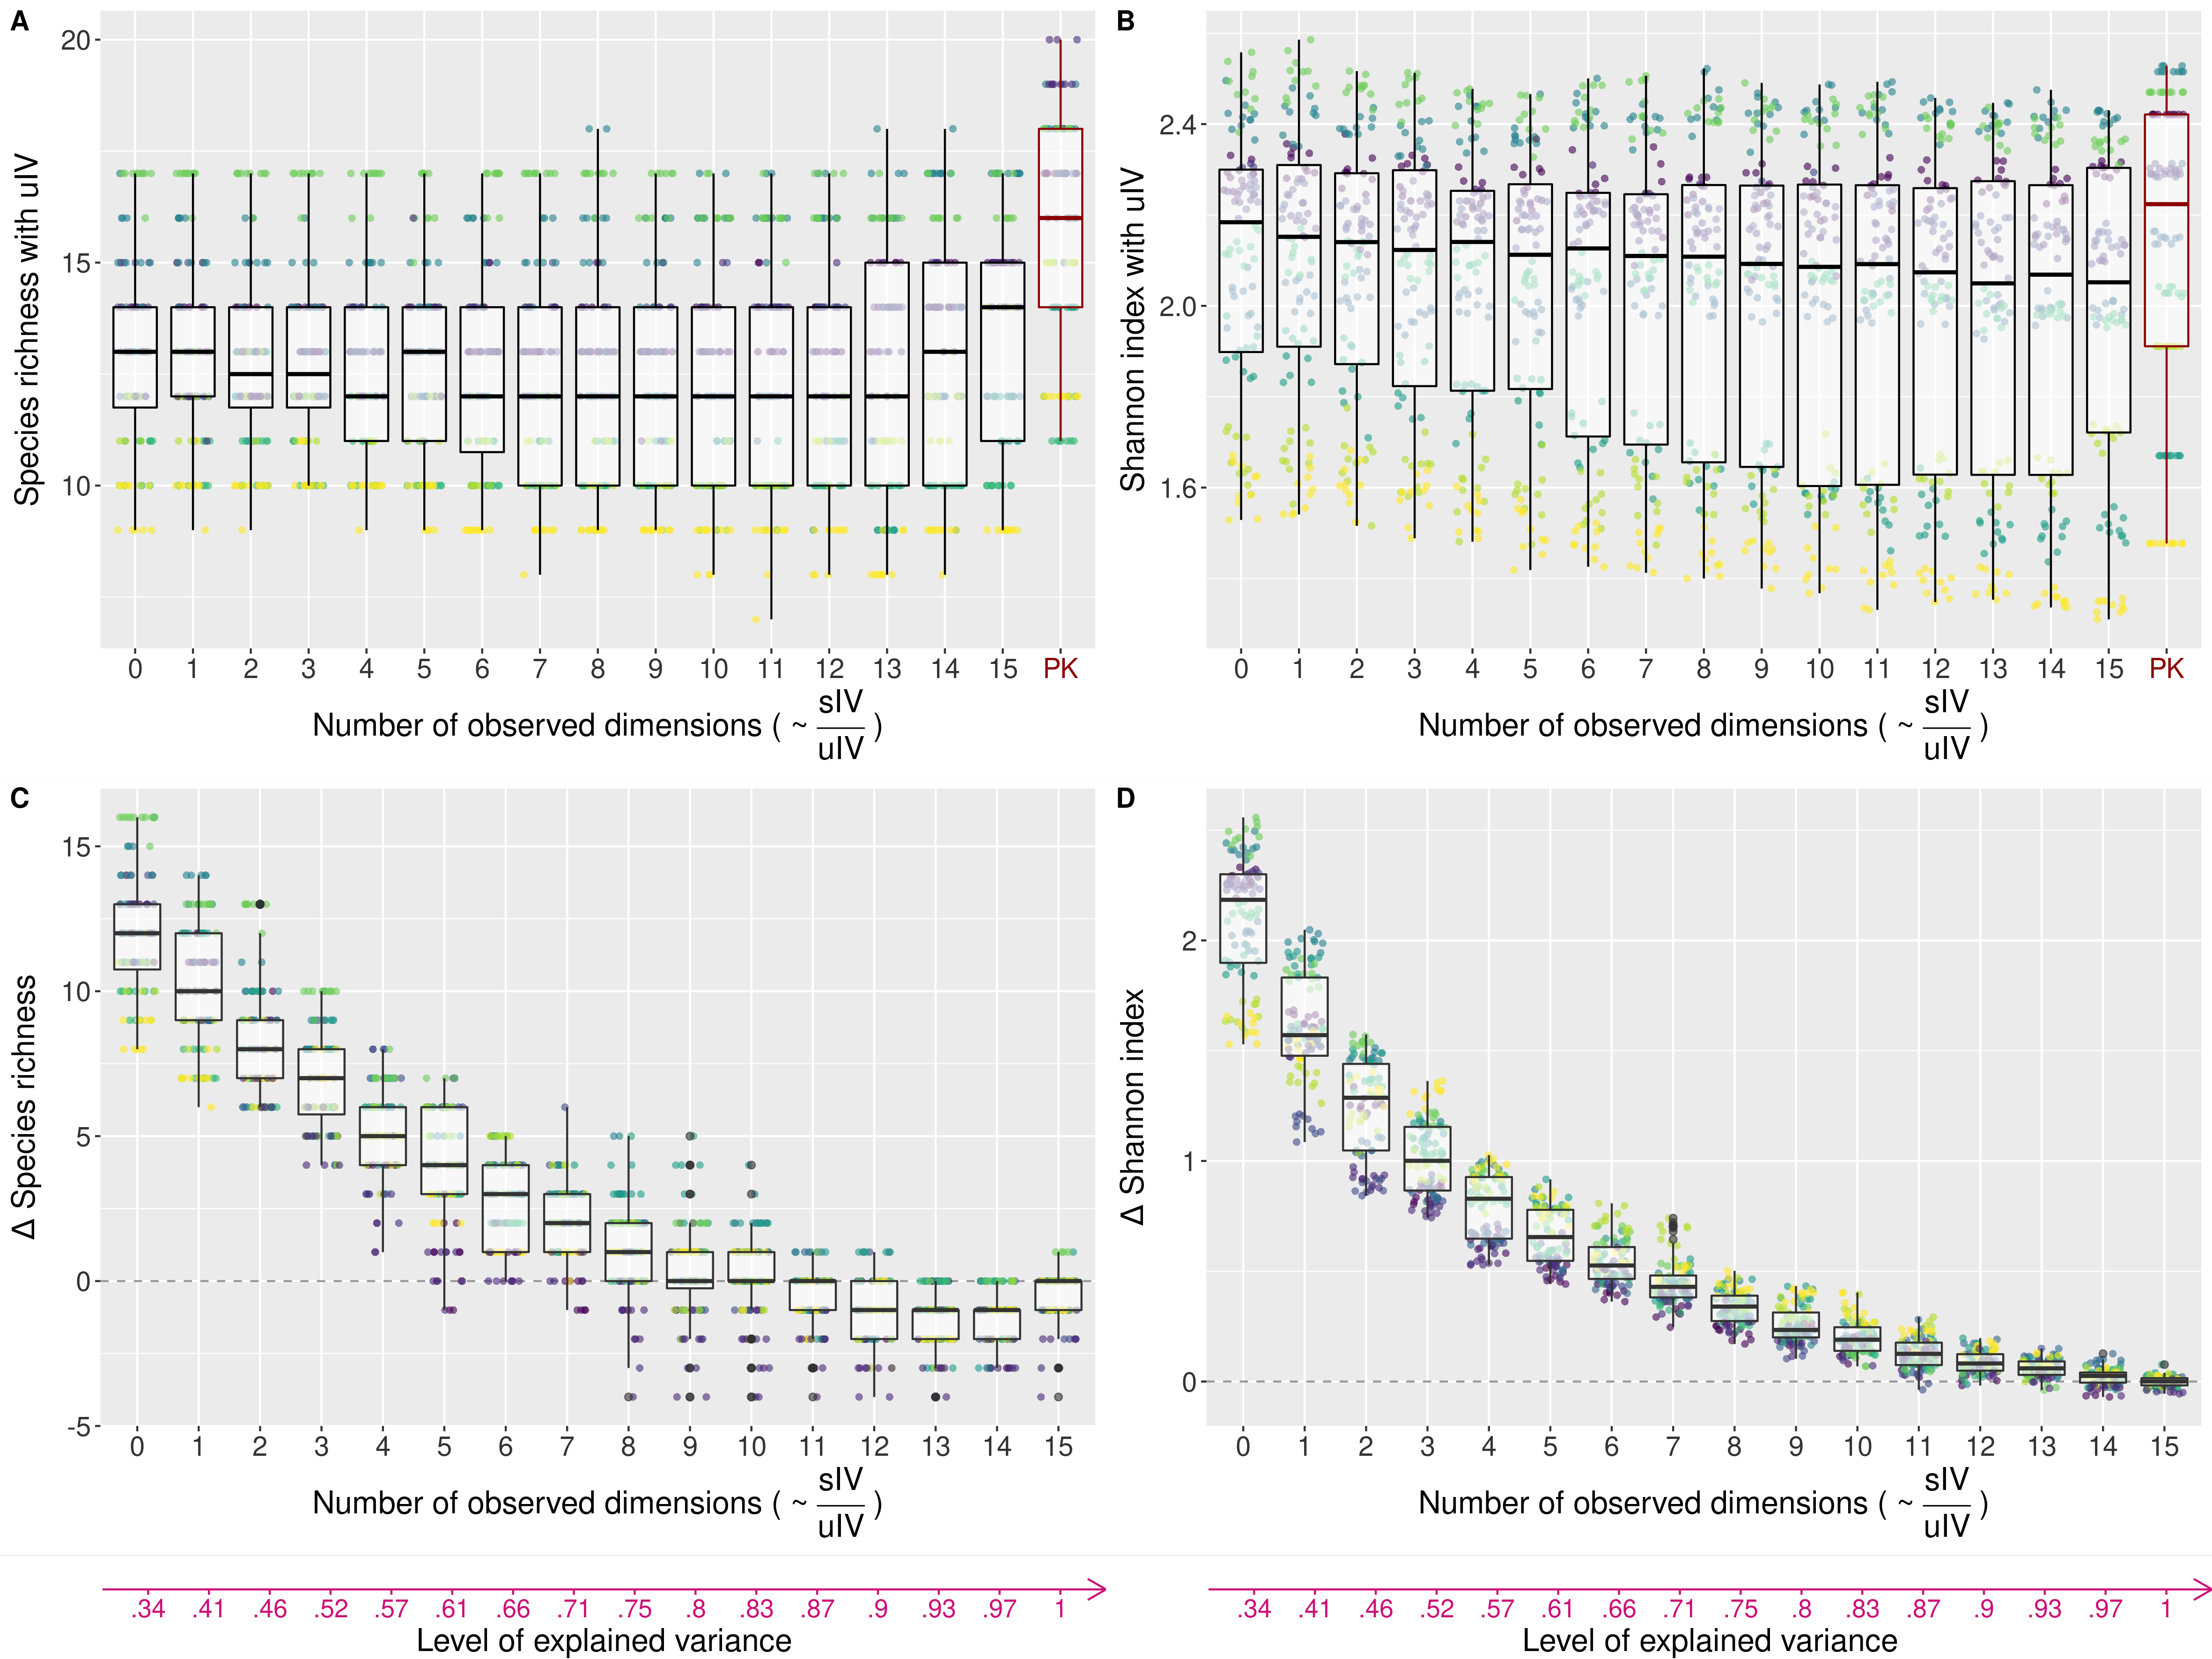 A
Species richness with uIV
20
15
10
0 1 2 3 4 5 6 7 8 9 10 11 12 13 14 15 PK
Number of observed dimensions ( ~ sIV
uIV )
B
Shannon index with uIV
2.4
2.0
1.6
0 1 2 3 4 5 6 7 8 9 10 11 12 13 14 15 PK
Number of observed dimensions ( ~ sIV
uIV )
C
Δ Species richness
15
10
5
0
-5
0 1 2 3 4 5 6 7 8 9 10 11 12 13 14 15
Number of observed dimensions ( ~ sIV
uIV )
D
Δ Shannon index
2
1
0
0 1 2 3 4 5 6 7 8 9 10 11 12 13 14 15
Number of observed dimensions ( ~ sIV
uIV )
.34 .41 .46 .52 .57 .61 .66 .71 .75 .8 .83 .87 .9 .93 .97 1
Level of explained variance
.34 .41 .46 .52 .57 .61 .66 .71 .75 .8 .83 .87 .9 .93 .97 1
Level of explained variance